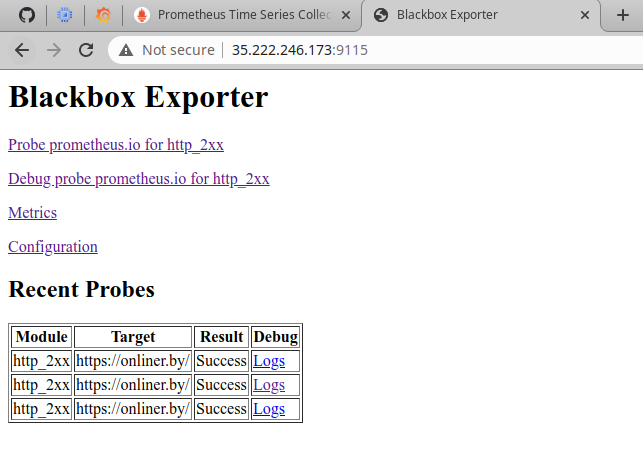 Prometheus Time Series Collec
Blackbox Exporter
Not secure
35.222.246.173:9115
Blackbox Exporter
Probe prometheus.io for http_2xx
Debug probe prometheus.io for http_2xx
Metrics
Configuration
Recent Probes
Module Target Result Debug
http_2xx https://onliner.by/ Success Logs
http_2xx https://onliner.by/ Success Logs
http_2xx https://onliner.by/ Success Logs